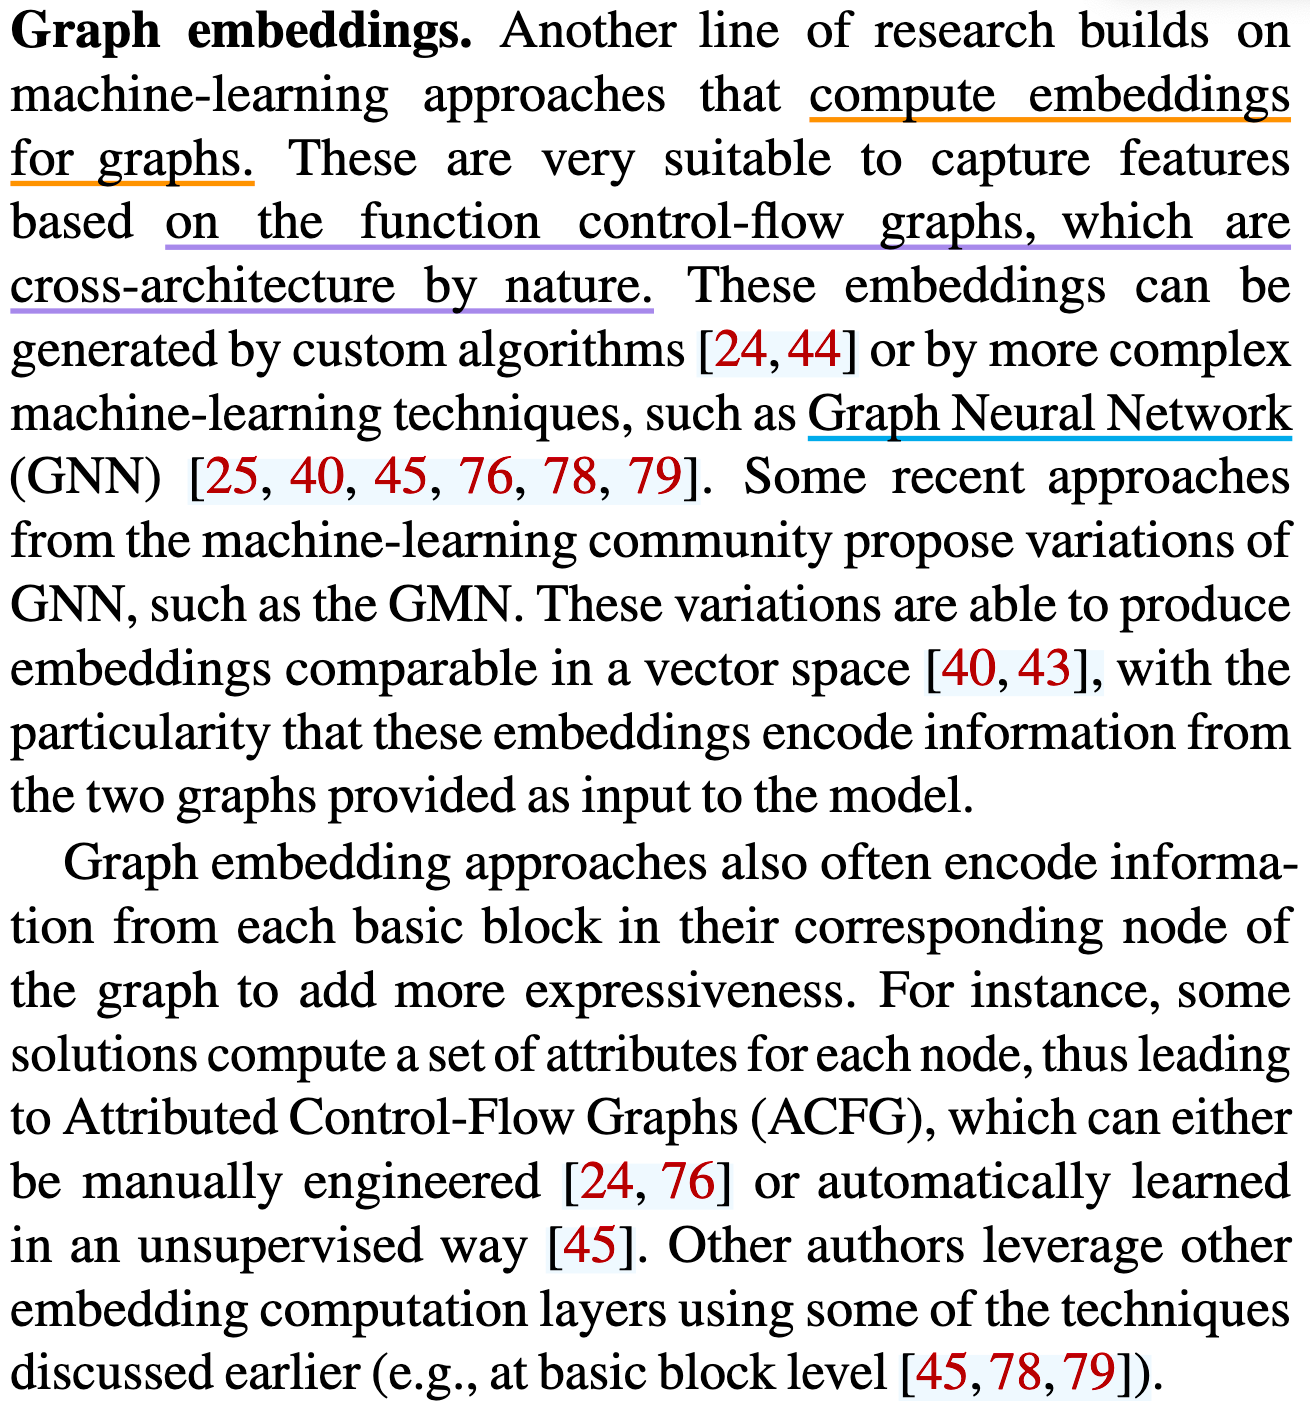 Graph embeddings. Another line of research builds on
machine-learning approaches that compute embeddings
for graphs. These are very suitable to capture features
based on the function control-flow graphs, which are
cross-architecture by nature. These embeddings can be
generated by custom algorithms [24, 44] or by more complex
machine-learning techniques, such as Graph Neural Network
(GNN) [25, 40, 45, 76, 78, 79]. Some recent approaches
from the machine-learning community propose variations of
GNN, such as the GMN. These variations are able to produce
embeddings comparable in a vector space [40, 43], with the
particularity that these embeddings encode information from
the two graphs provided as input to the model.
Graph embedding approaches also often encode informa-
tion from each basic block in their corresponding node of
the graph to add more expressiveness. For instance, some
solutions compute a set of attributes for each node, thus leading
to Attributed Control-Flow Graphs (ACFG), which can either
be manually engineered [24, 76] or automatically learned
in an unsupervised way [45]. Other authors leverage other
embedding computation layers using some of the techniques
discussed earlier (e.g., at basic block level [45, 78, 79]).